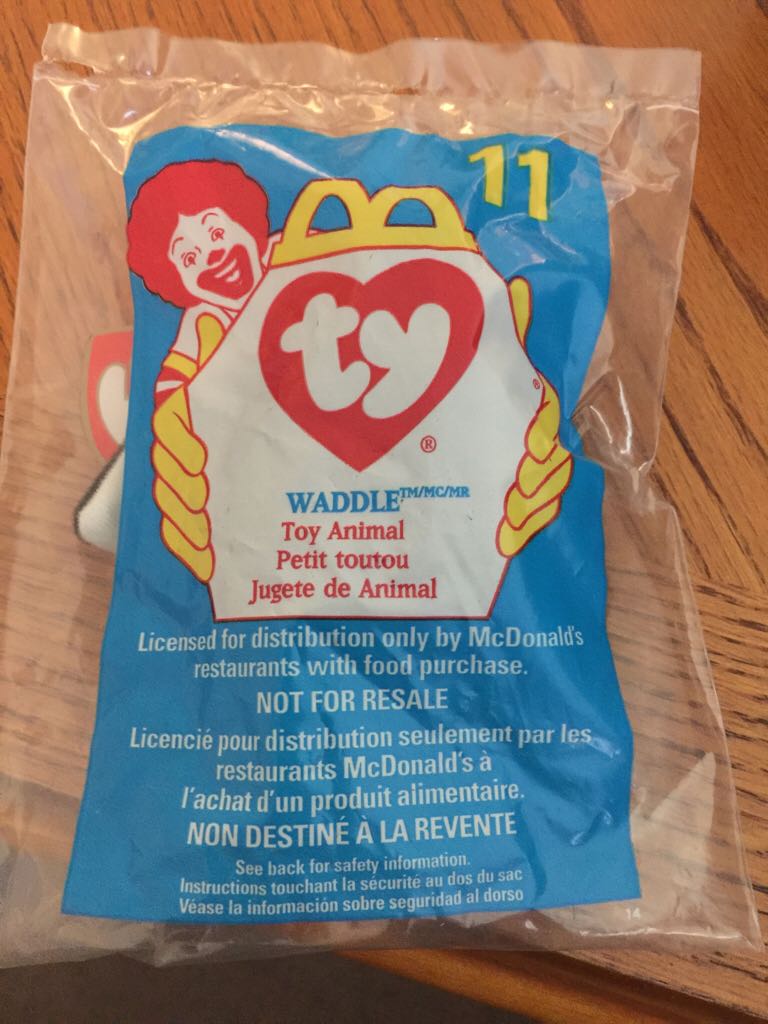 11
ty
®
®
WADDLE™/MC/MR
Toy Animal
Petit toutou
Jugete de Animal
Licensed for distribution only by McDonald's
restaurants with food purchase.
NOT FOR RESALE
Licencié pour distribution seulement par les
restaurants McDonald's à
l'achat d'un produit alimentaire.
NON DESTINÉ À LA REVENTE
See back for safety information.
Instructions touchant la sécurité au dos du sac
Véase la información sobre seguridad al dorso
14